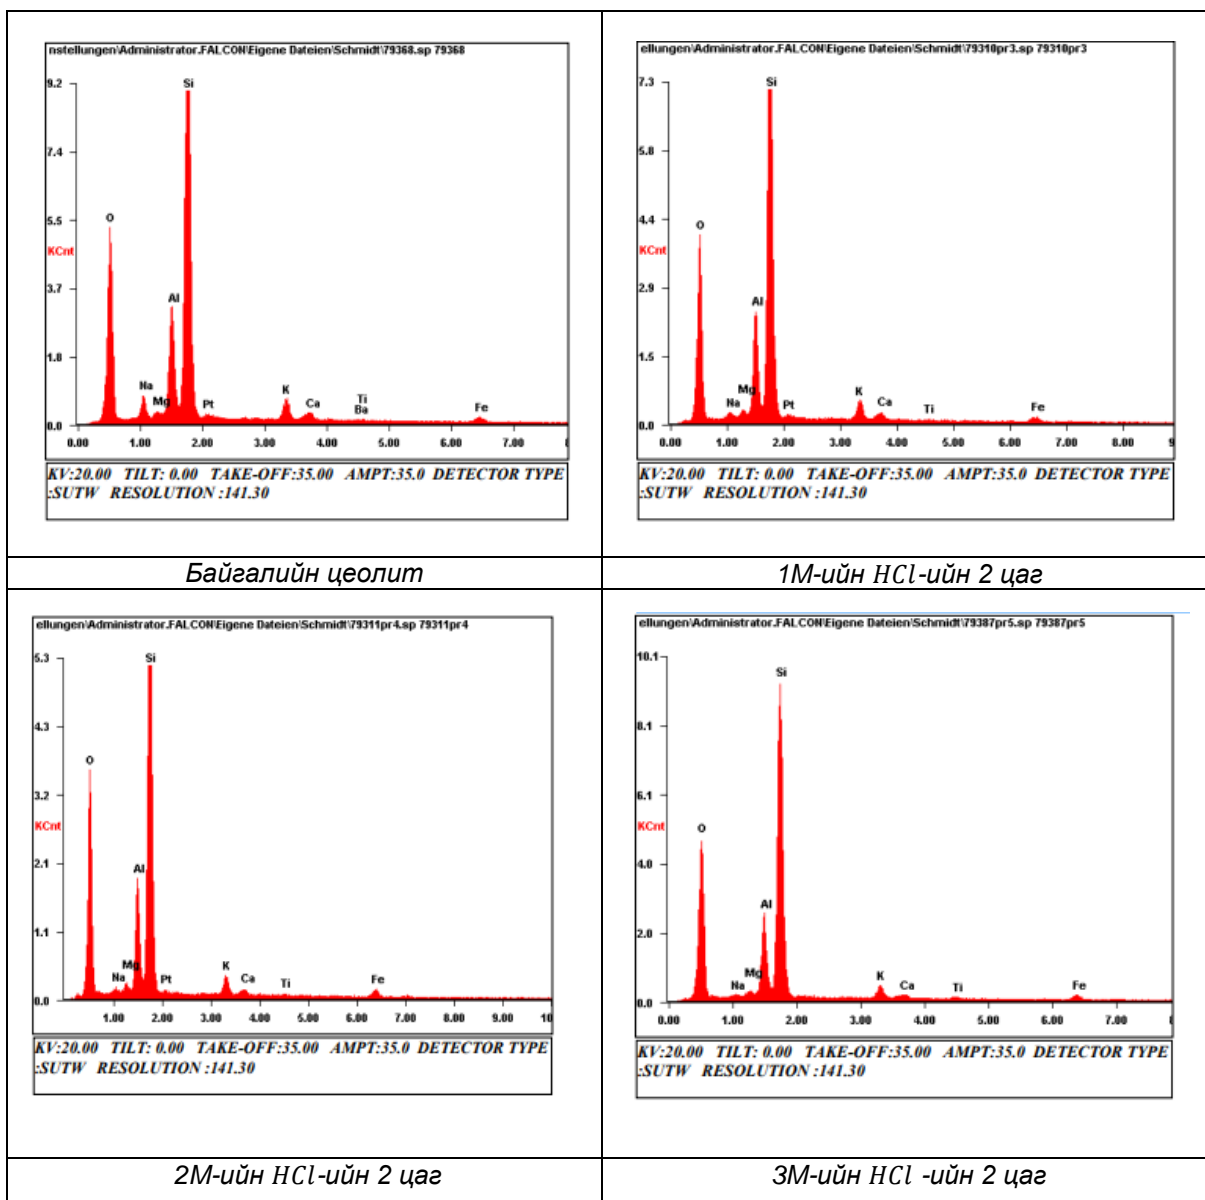 nstellungen\Administrator.FALCON\Eigene Dateien\Schmidt\79368.sp 79368
9.2
7.4
5.5
KCnt
3.7
1.8
0.0
O
Na
Mg
Al
Si
Pt
K
Ca
Ti
Ba
Fe
0.00 1.00 2.00 3.00 4.00 5.00 6.00 7.00
KV:20.00 TILT: 0.00 TAKE-OFF:35.00 AMPT:35.0 DETECTOR TYPE
:SUTW RESOLUTION :141.30
Байгалийн цеолит
ellungen\Administrator.FALCON\Eigene Dateien\Schmidt\79310pr3.sp 79310pr3
7.3
5.8
4.4
KCnt
2.9
1.5
0.0
O
Na
Mg
Al
Si
Pt
K
Ca
Ti
Fe
0.00 1.00 2.00 3.00 4.00 5.00 6.00 7.00 8.00 9
KV:20.00 TILT: 0.00 TAKE-OFF:35.00 AMPT:35.0 DETECTOR TYPE
:SUTW RESOLUTION :141.30
1М-ийн HCl-ийн 2 цаг
ellungen\Administrator.FALCON\Eigene Dateien\Schmidt\79311pr4.sp 79311pr4
5.3
4.3
3.2
KCnt
2.1
1.1
0.0
O
Na
Mg
Al
Si
Pt
K
Ca
Ti
Fe
1.00 2.00 3.00 4.00 5.00 6.00 7.00 8.00 9.00 10
KV:20.00 TILT: 0.00 TAKE-OFF:35.00 AMPT:35.0 DETECTOR TYPE
:SUTW RESOLUTION :141.30
2М-ийн HCl-ийн 2 цаг
ellungen\Administrator.FALCON\Eigene Dateien\Schmidt\79387pr5.sp 79387pr5
10.1
8.1
6.1
KCnt
4.0
2.0
0.0
O
Na
Mg
Al
Si
K
Ca
Ti
Fe
0.00 1.00 2.00 3.00 4.00 5.00 6.00 7.00
KV:20.00 TILT: 0.00 TAKE-OFF:35.00 AMPT:35.0 DETECTOR TYPE
:SUTW RESOLUTION :141.30
3М-ийн HCl -ийн 2 цаг